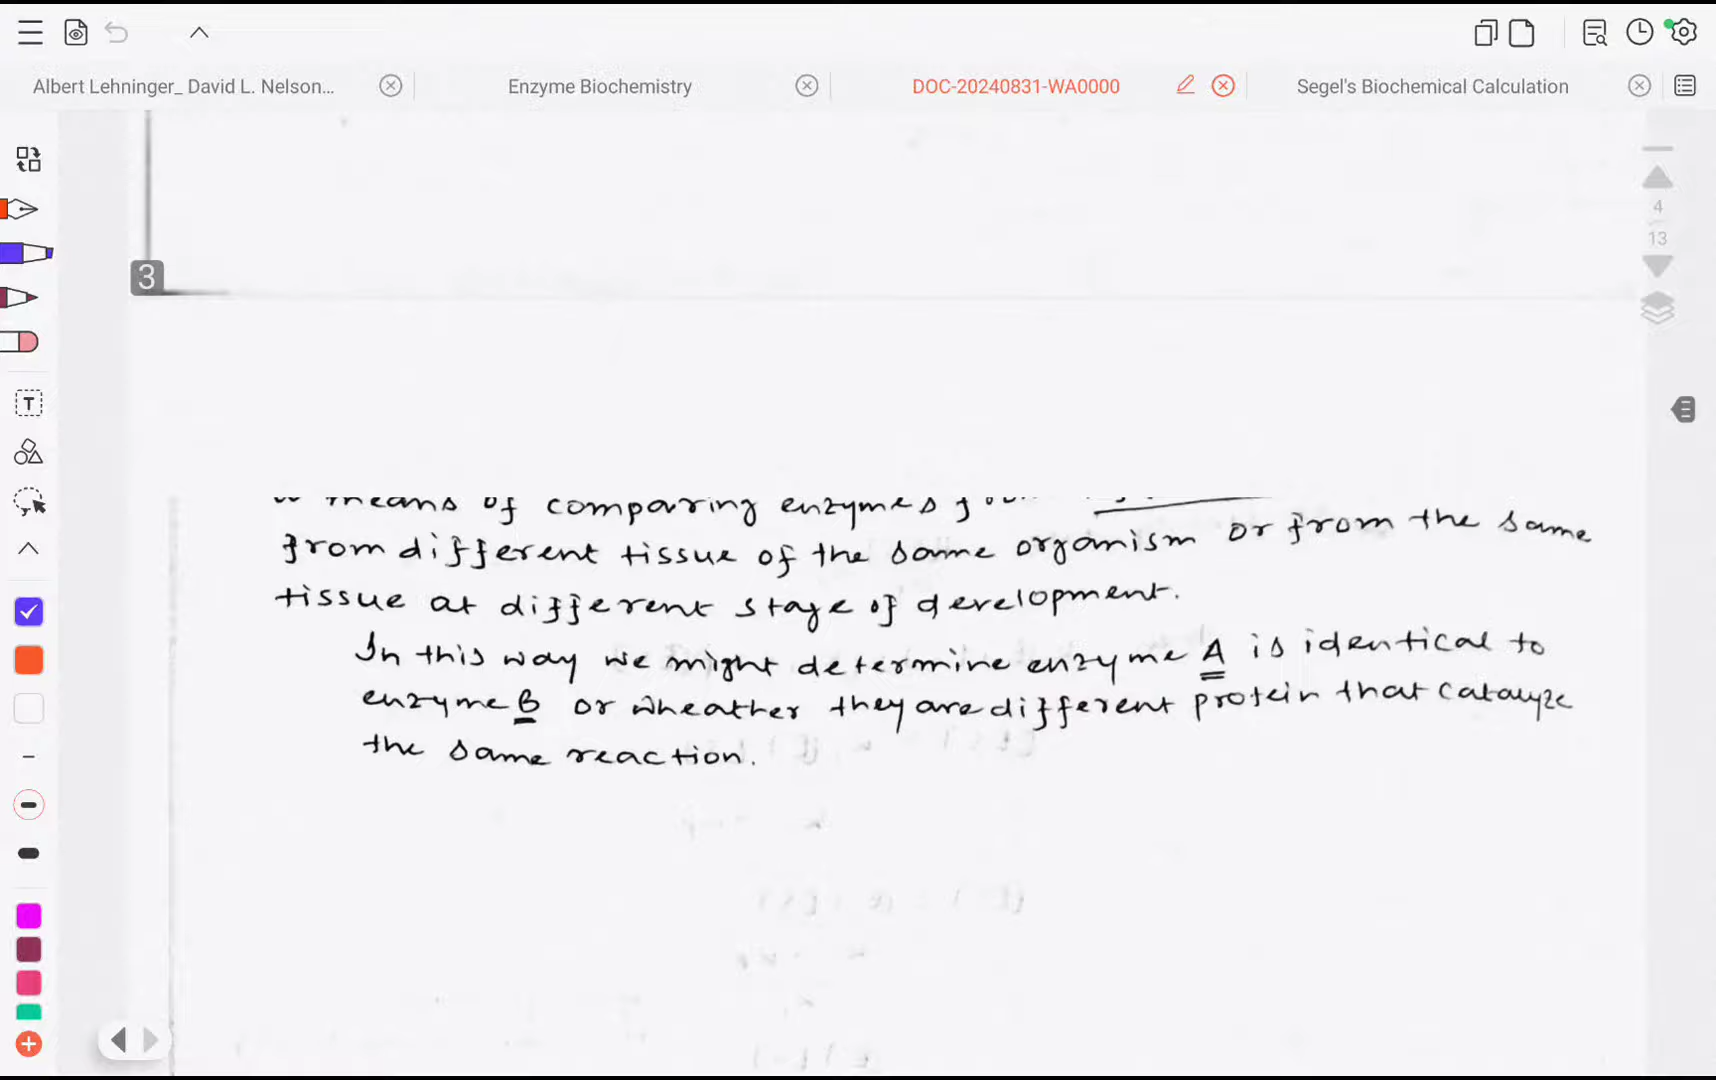 Albert Lehninger_ David L. Nelson...
Enzyme Biochemistry
DOC-20240831-WA0000
Segel's Biochemical Calculation
4
13
3
means of comparing enzymes
from different tissue of the same organism or from the same
tissue at different stage of development.
In this way we might determine enzyme A is identical to
enzyme B or wheather they are different protein that catalyze
the same reaction.